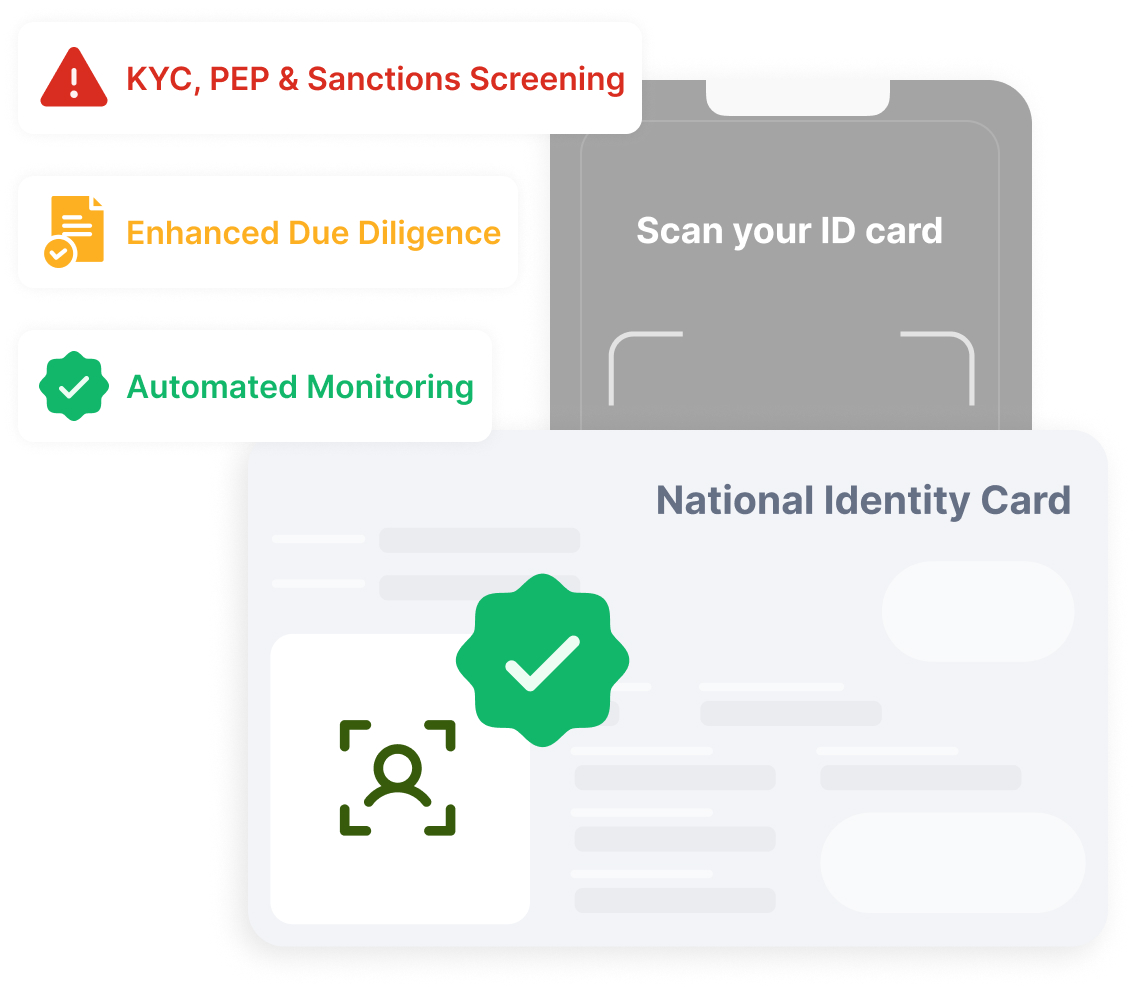 KYC, PEP & Sanctions Screening
Enhanced Due Diligence
Automated Monitoring
Scan your ID card
National Identity Card